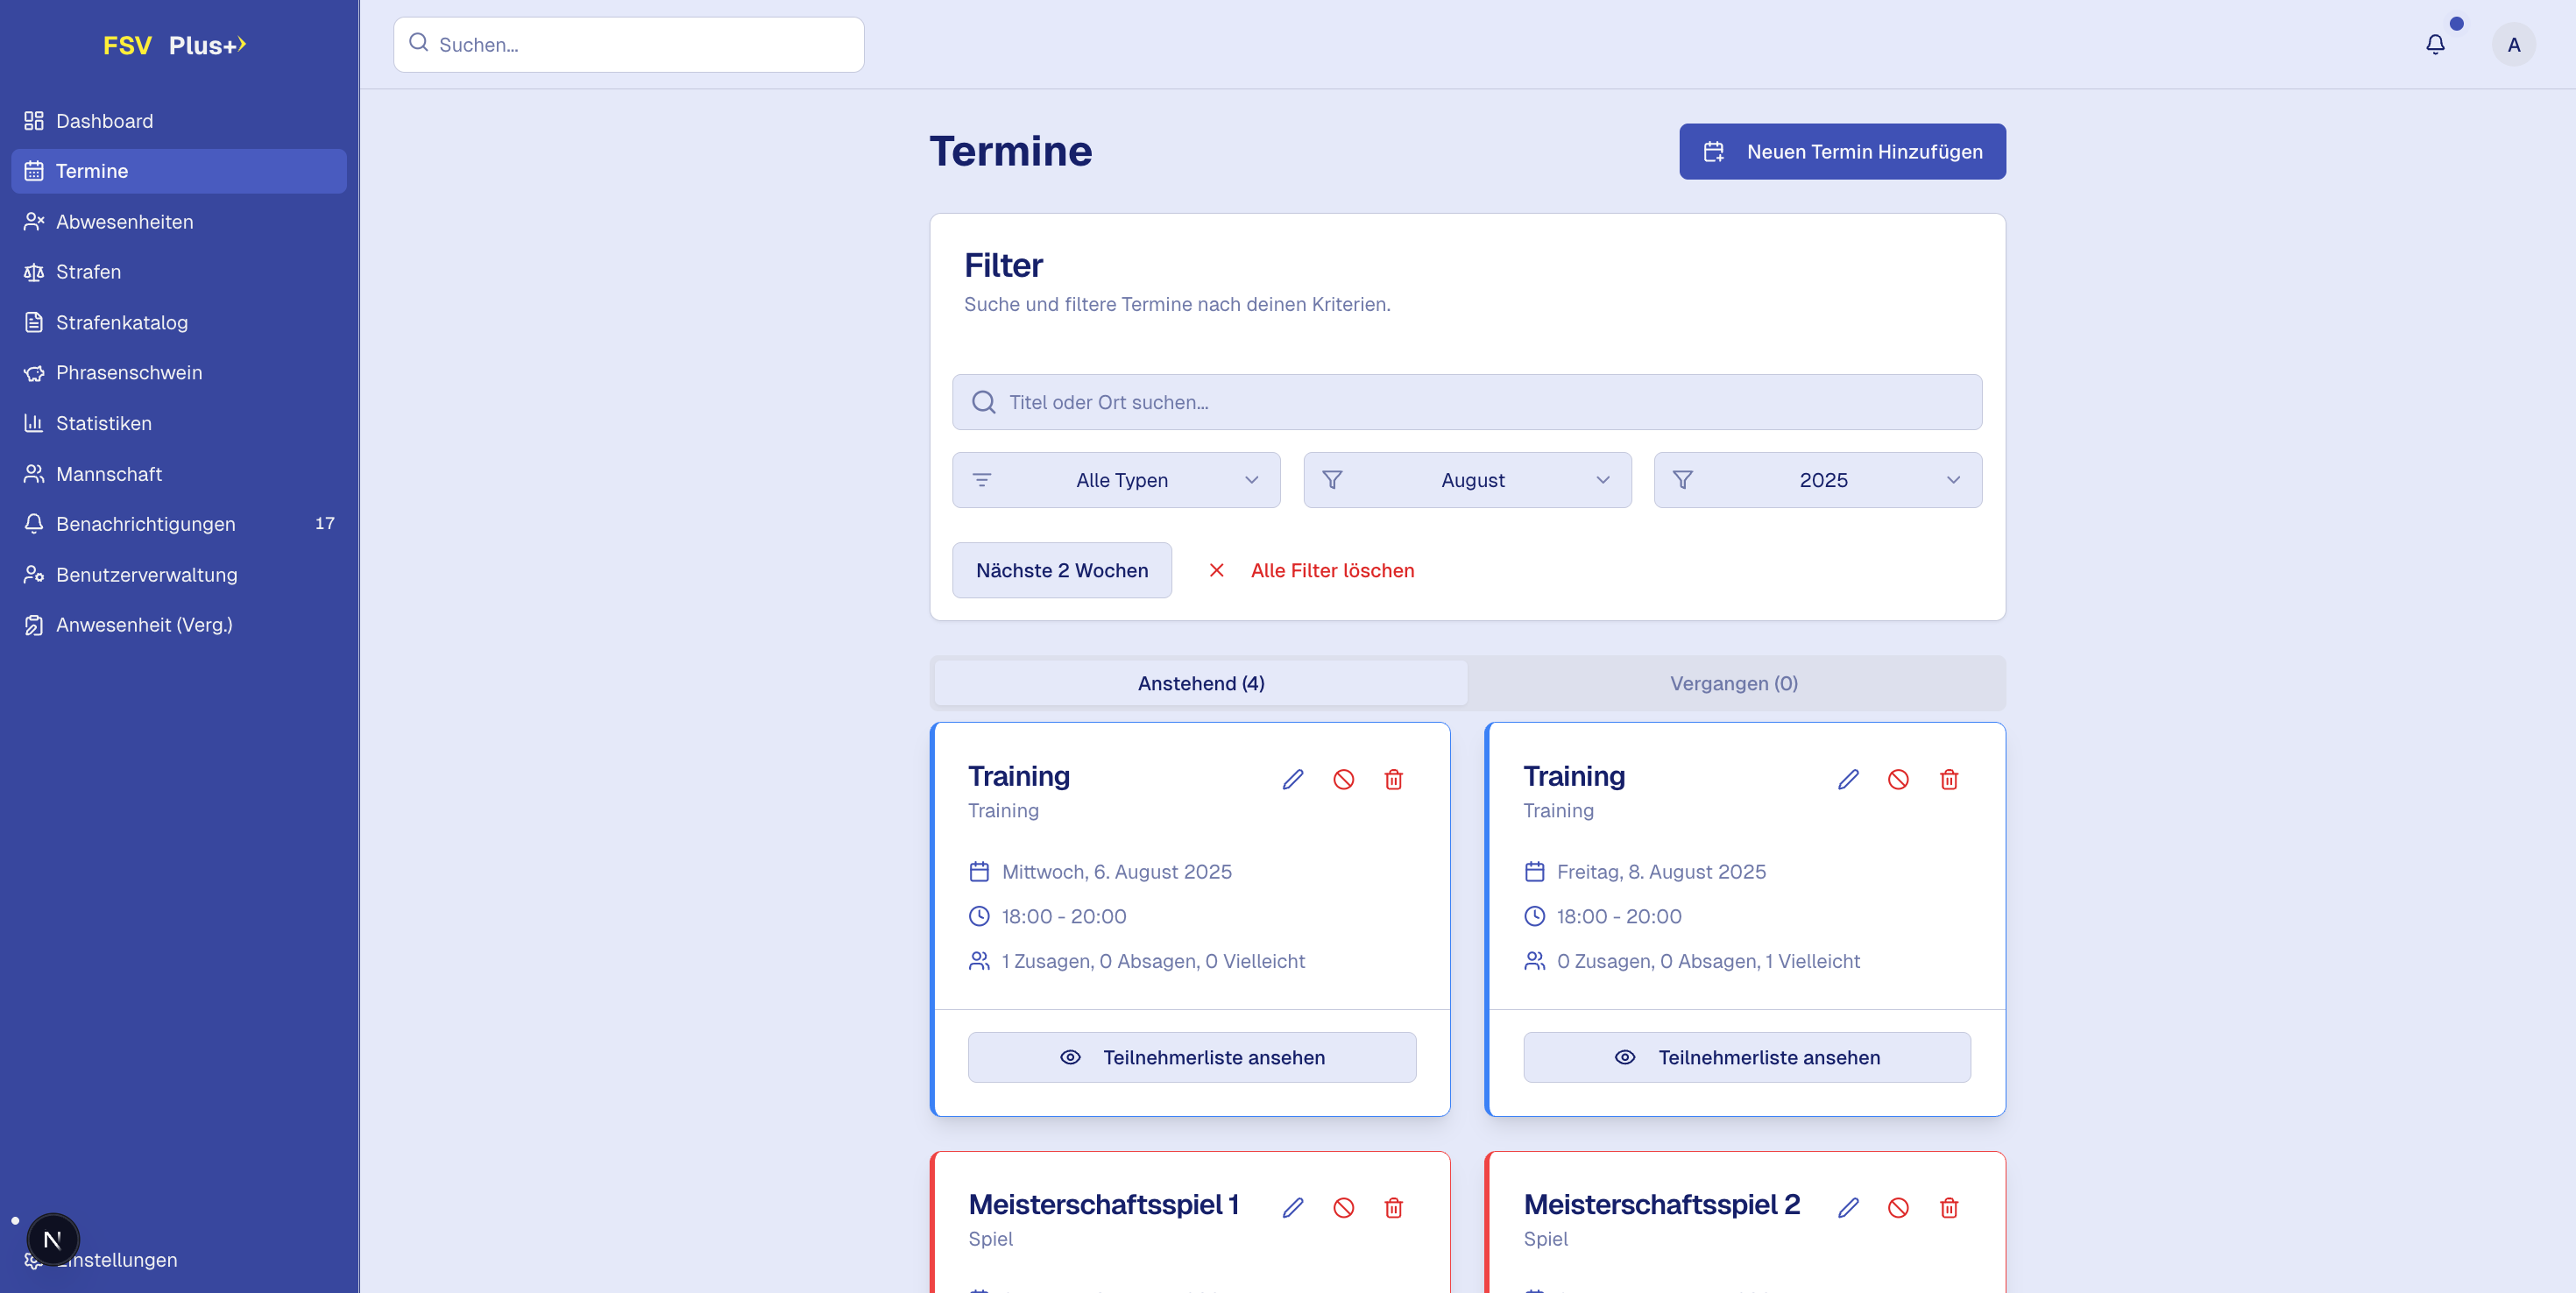 FSV Plus+
Suchen...
A
Dashboard
Termine
Abwesenheiten
Strafen
Strafenkatalog
Phrasenschwein
Statistiken
Mannschaft
Benachrichtigungen 17
Benutzerverwaltung
Anwesenheit (Verg.)
N
instellungen
Termine
Neuen Termin Hinzufügen
Filter
Suche und filtere Termine nach deinen Kriterien.
Titel oder Ort suchen...
Alle Typen
August
2025
Nächste 2 Wochen
Alle Filter löschen
Anstehend (4)
Vergangen (0)
Training
Training
Mittwoch, 6. August 2025
18:00 - 20:00
1 Zusagen, 0 Absagen, 0 Vielleicht
Teilnehmerliste ansehen
Training
Training
Freitag, 8. August 2025
18:00 - 20:00
0 Zusagen, 0 Absagen, 1 Vielleicht
Teilnehmerliste ansehen
Meisterschaftsspiel 1
Spiel
Meisterschaftsspiel 2
Spiel